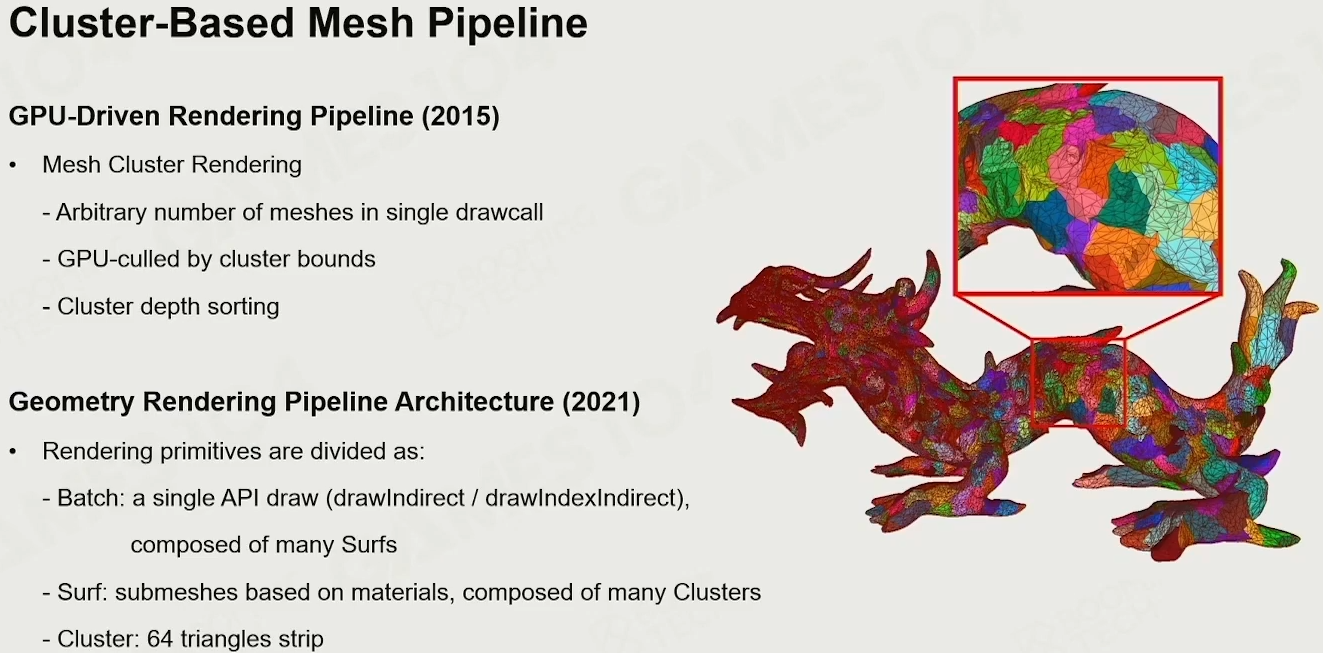 Cluster-Based Mesh Pipeline
GPU-Driven Rendering Pipeline (2015)
• Mesh Cluster Rendering
- Arbitrary number of meshes in single drawcall
- GPU-culled by cluster bounds
- Cluster depth sorting
Geometry Rendering Pipeline Architecture (2021)
• Rendering primitives are divided as:
- Batch: a single API draw (drawIndirect / drawIndexIndirect),
composed of many Surfs
- Surf: submeshes based on materials, composed of many Clusters
- Cluster: 64 triangles strip
GAMES 104